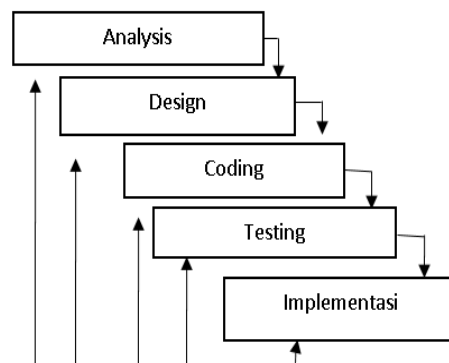 Analysis
Design
Coding
Testing
Implementasi